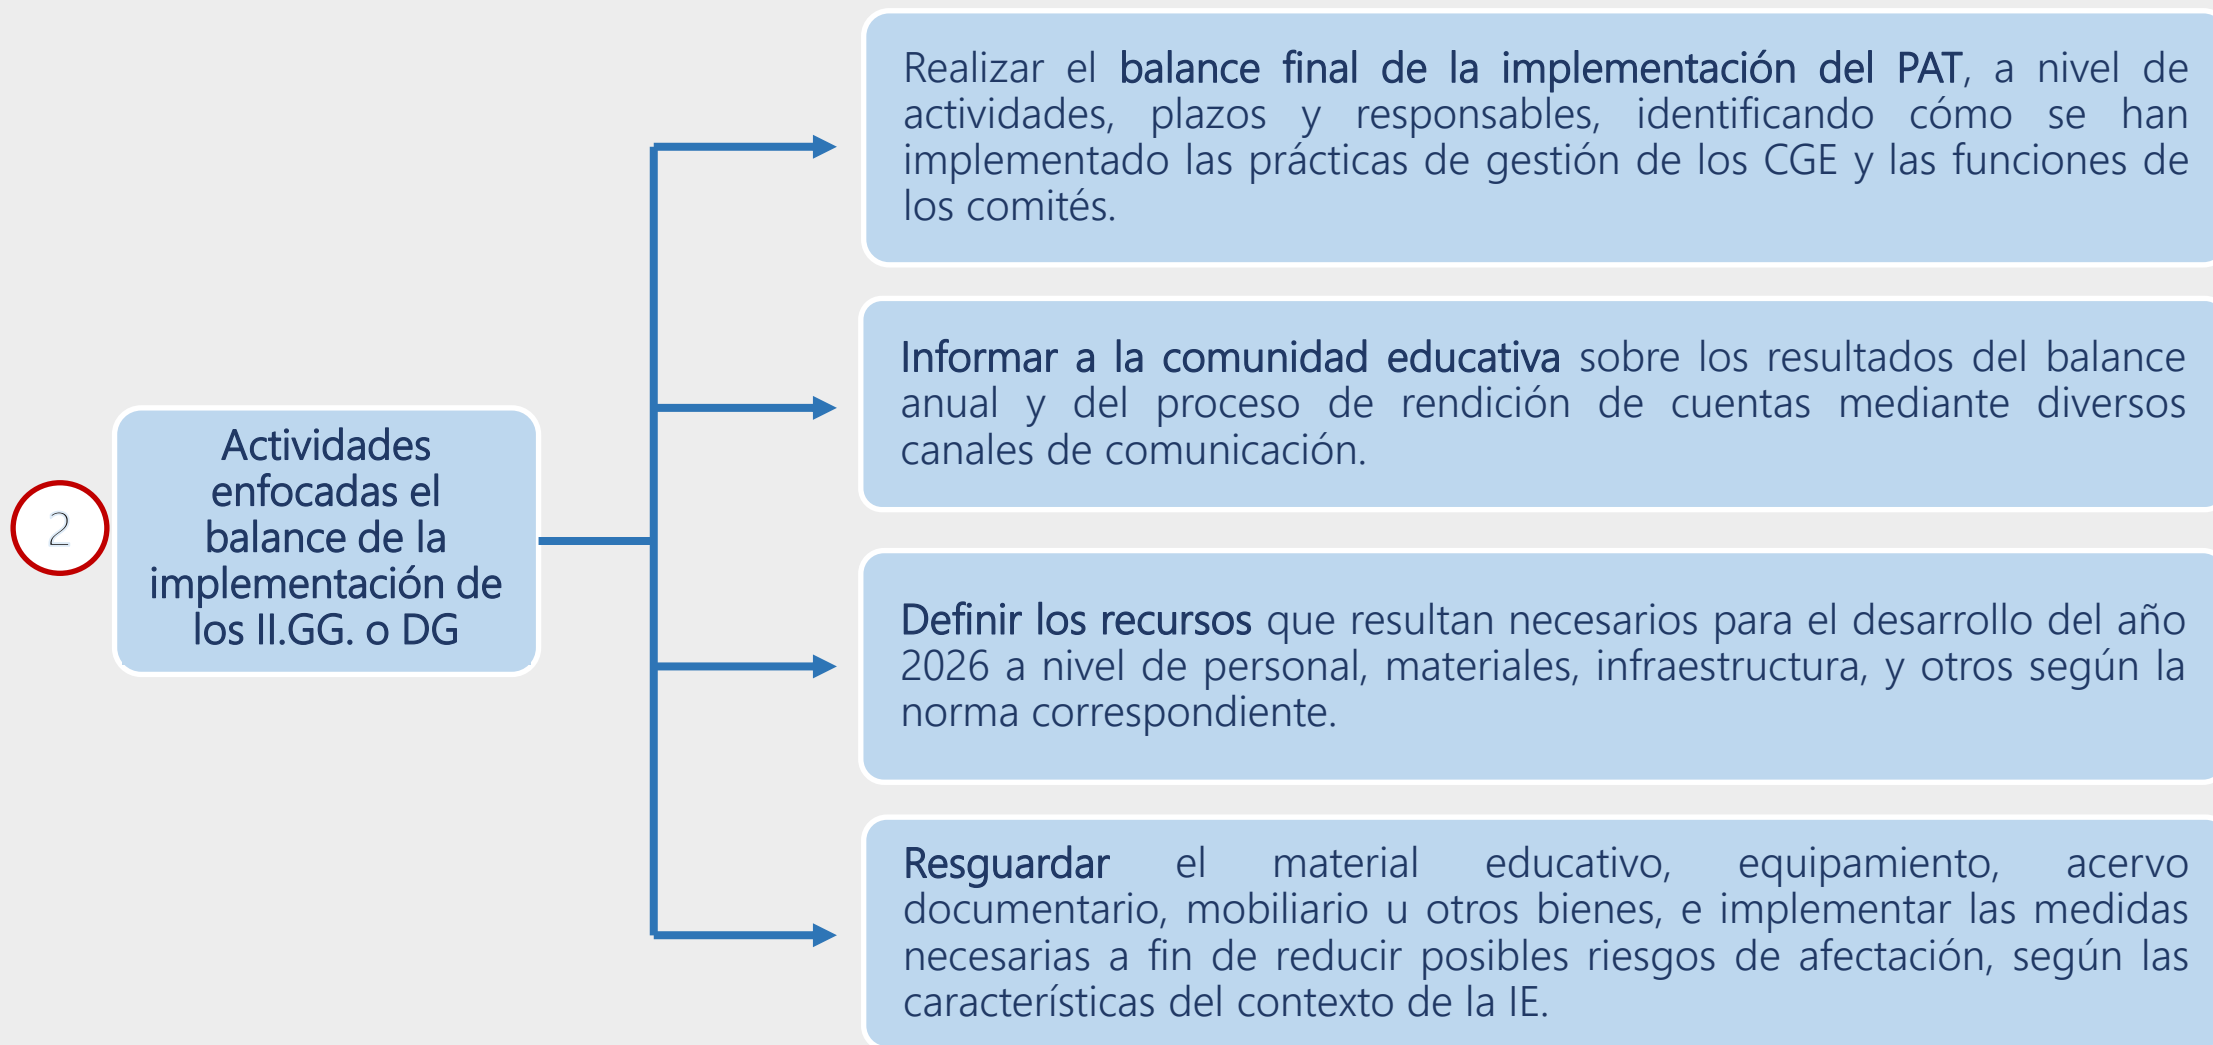 2
Actividades
enfocadas el
balance de la
implementación de
los II.GG. o DG
Realizar el balance final de la implementación del PAT, a nivel de
actividades, plazos y responsables, identificando cómo se han
implementado las prácticas de gestión de los CGE y las funciones de
los comités.
Informar a la comunidad educativa sobre los resultados del balance
anual y del proceso de rendición de cuentas mediante diversos
canales de comunicación.
Definir los recursos que resultan necesarios para el desarrollo del año
2026 a nivel de personal, materiales, infraestructura, y otros según la
norma correspondiente.
Resguardar el material educativo, equipamiento, acervo
documentario, mobiliario u otros bienes, e implementar las medidas
necesarias a fin de reducir posibles riesgos de afectación, según las
características del contexto de la IE.